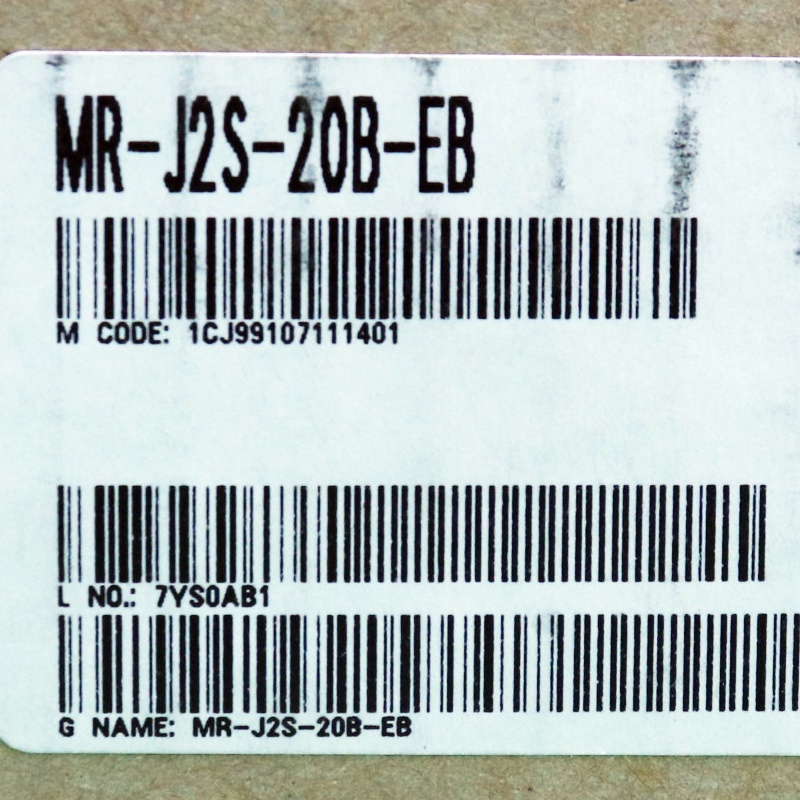 MR-J2S-20B-EB
M CODE: 1CJ99107111401
L NO.: 7YS0AB1
G NAME: MR-J2S-20B-EB